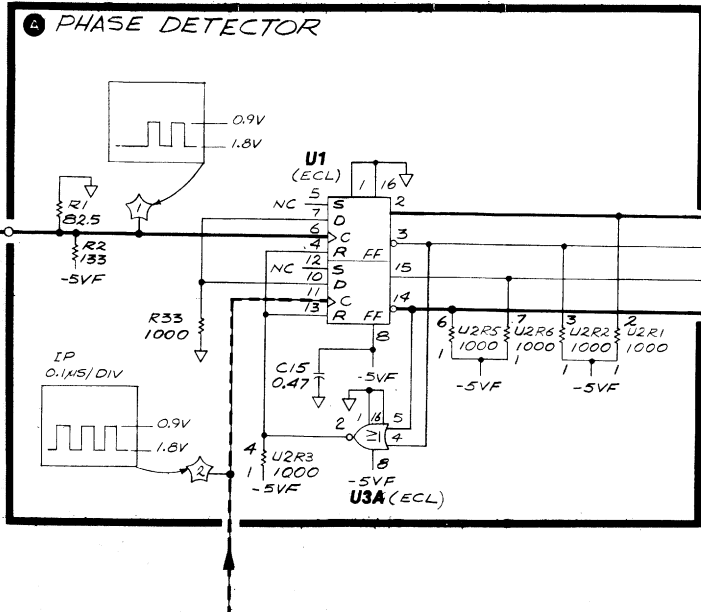 A PHASE DETECTOR
0.9V
1.8V
U1
(ECL)
1 16
NC 5 S
7 D
6 C
4 R FF
2
3
NC 12 S
10 D
11 C
13 R FF
15
14
8
R1
82.5
R2
133
-5VF
1
R33
1000
C15
0.47
-5VF
6 U2R5
1000
1
7 U2R6
1000
1
-5VF
3 U2R2
1000
1
2 U2R1
1000
1
-5VF
IP
0.1µS/DIV
0.9V
1.8V
2
4 U2R3
1 1000
-5VF
1 16
2 ≥1 5
4
8
-5VF
U3A (ECL)